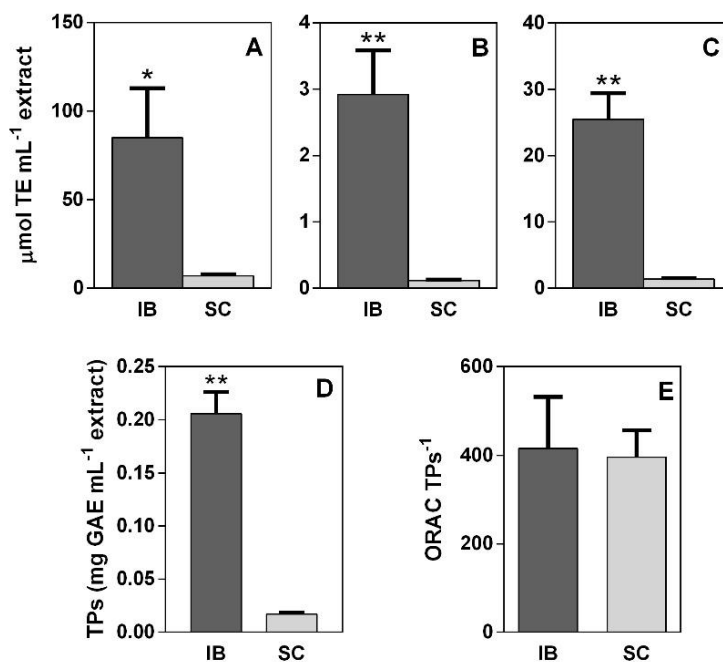 A
B
C
μmol TE mL⁻¹ extract
150
100
50
0
*
IB SC
4
3
2
1
0
**
IB SC
40
30
20
10
0
**
IB SC
D
E
TPs (mg GAE mL⁻¹ extract)
0.25
0.20
0.15
0.10
0.05
0.00
**
IB SC
ORAC TPs⁻¹
600
400
200
0
IB SC